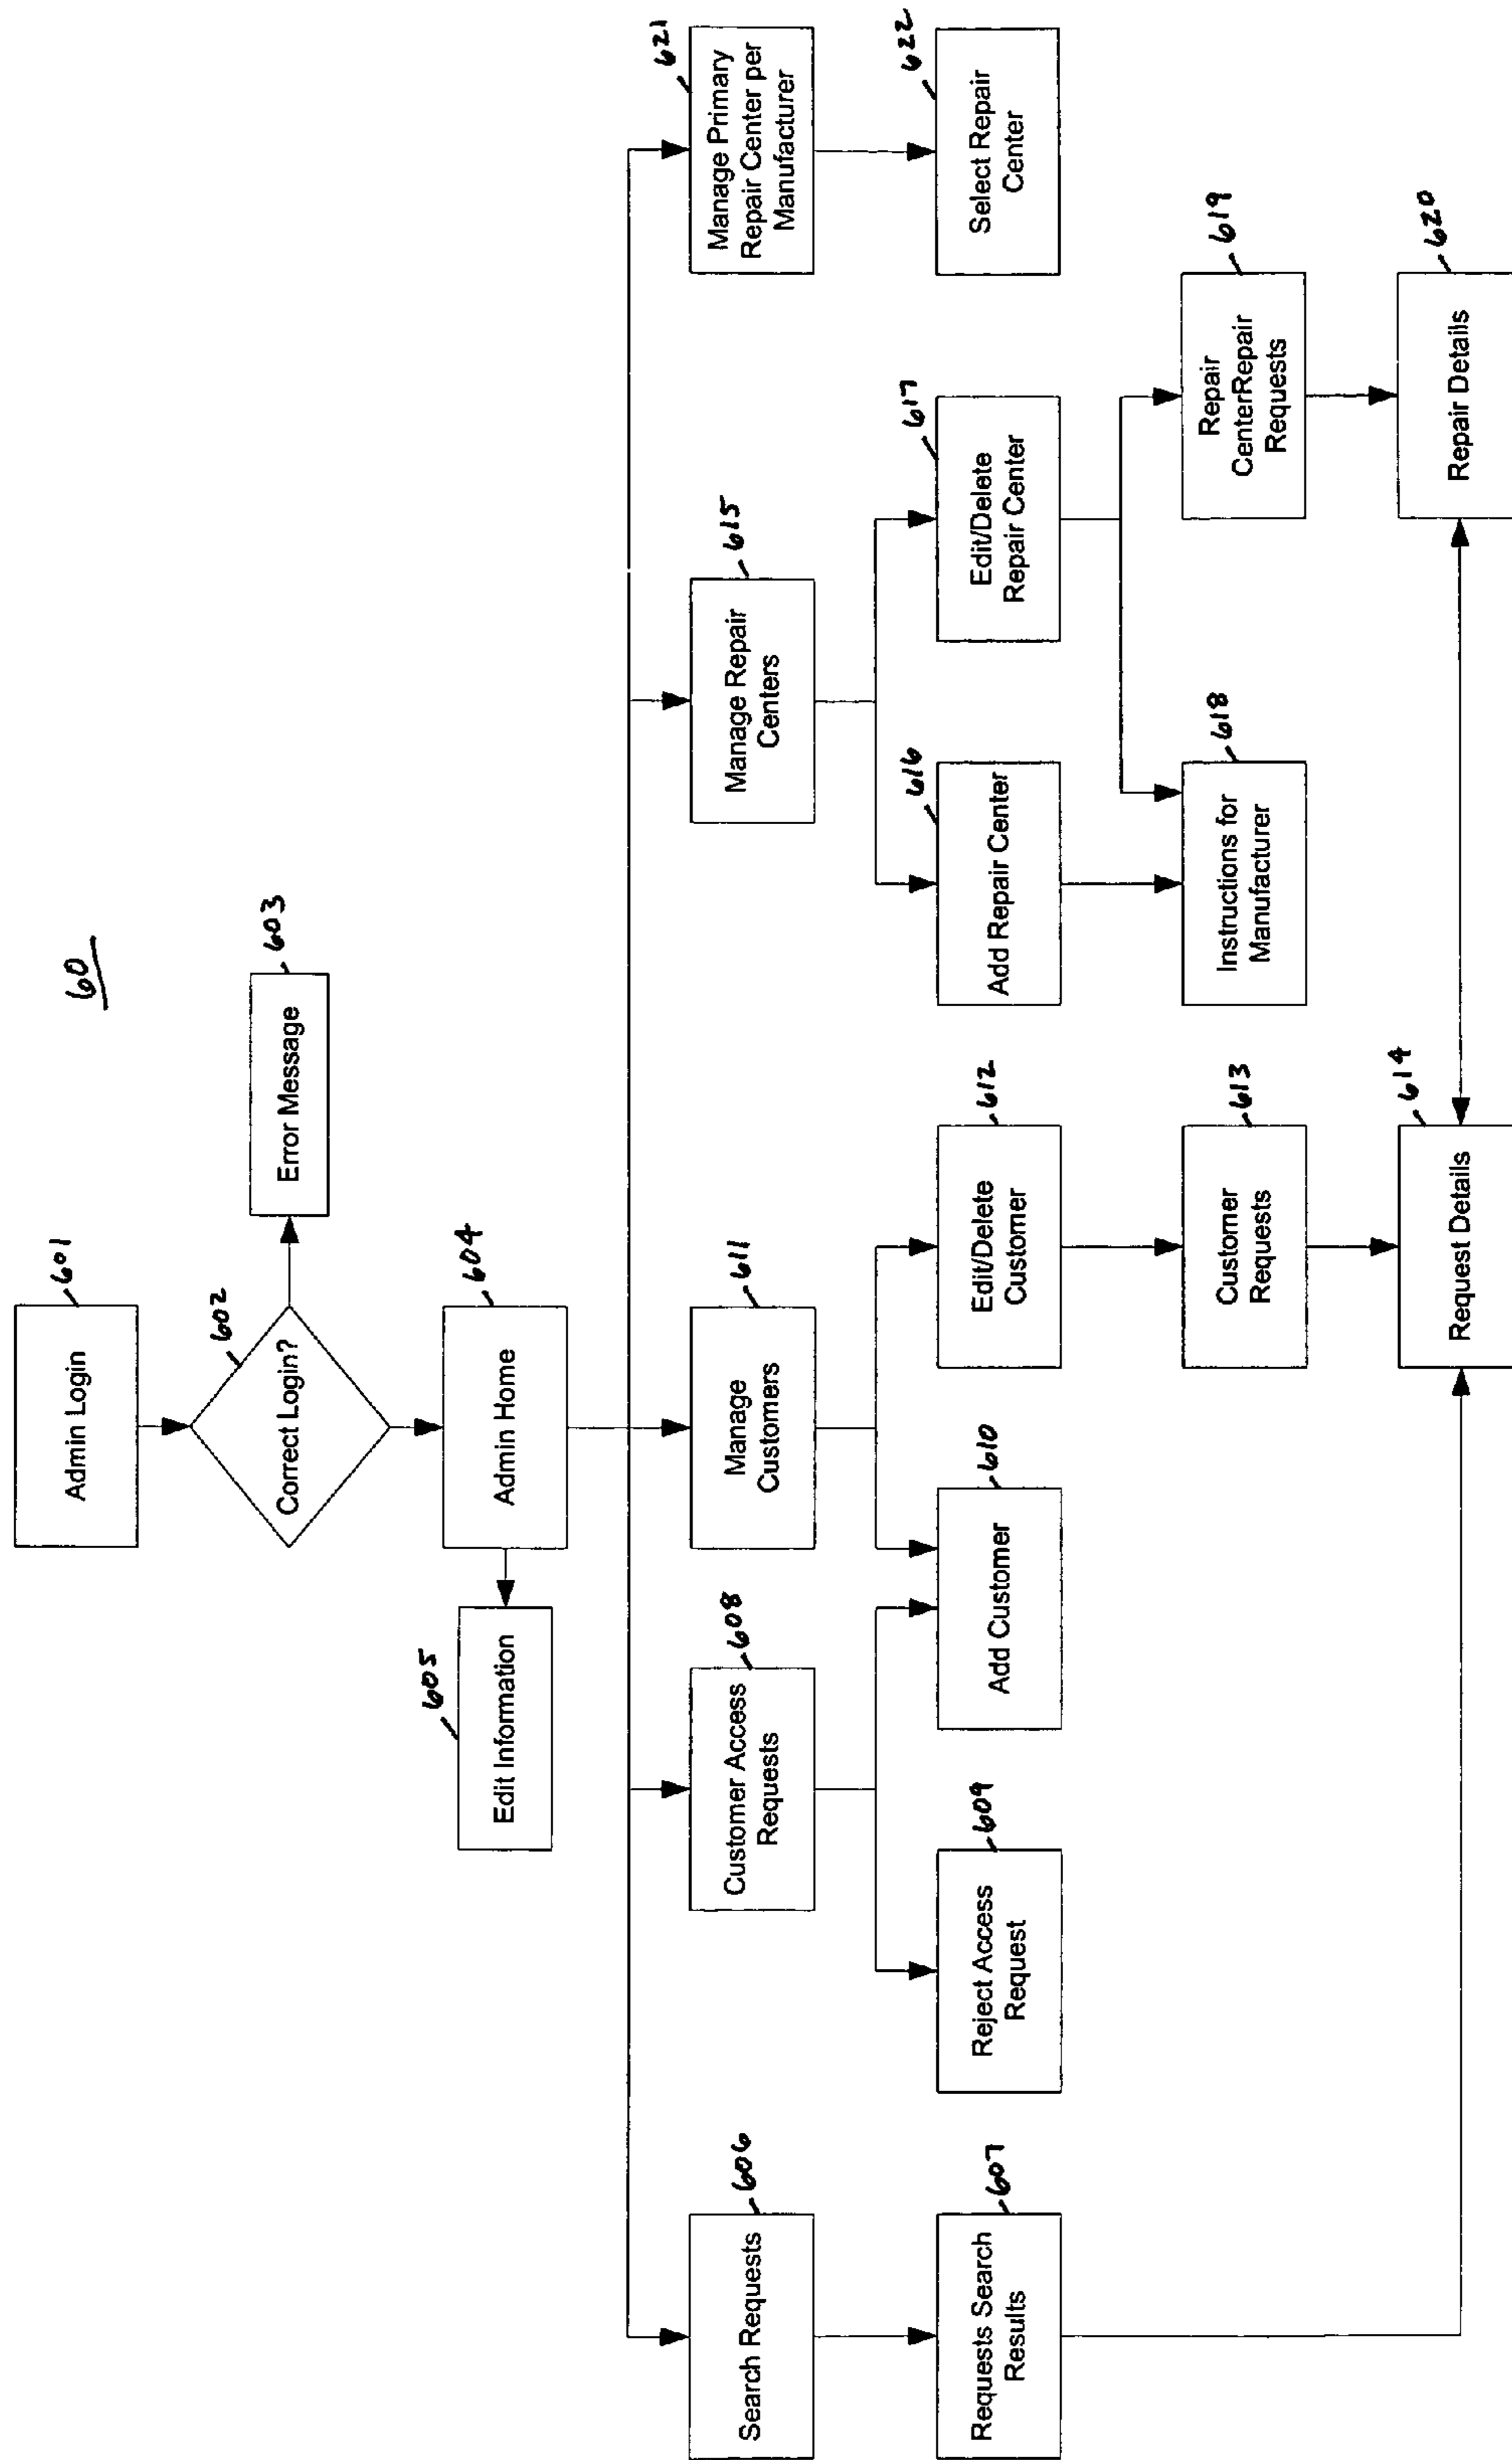 60
Admin Login
601
Correct Login?
602
Error Message
603
Admin Home
604
Edit Information
605
Search Requests
606
Requests Search
Results
607
Customer Access
Requests
608
Reject Access
Request
609
Add Customer
610
Manage
Customers
611
Edit/Delete
Customer
612
Customer
Requests
613
Request Details
614
Manage Repair
Centers
615
Add Repair Center
616
Edit/Delete
Repair Center
617
Instructions for
Manufacturer
618
Repair
CenterRepair
Requests
619
Repair Details
620
Manage Primary
Repair Center per
Manufacturer
621
Select Repair
Center
622